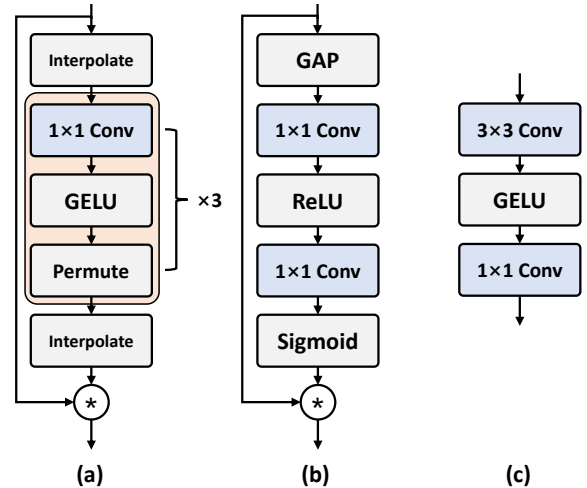 Interpolate
1×1 Conv
GELU
Permute
×3
Interpolate
*
(a)
GAP
1×1 Conv
ReLU
1×1 Conv
Sigmoid
*
(b)
3×3 Conv
GELU
1×1 Conv
(c)